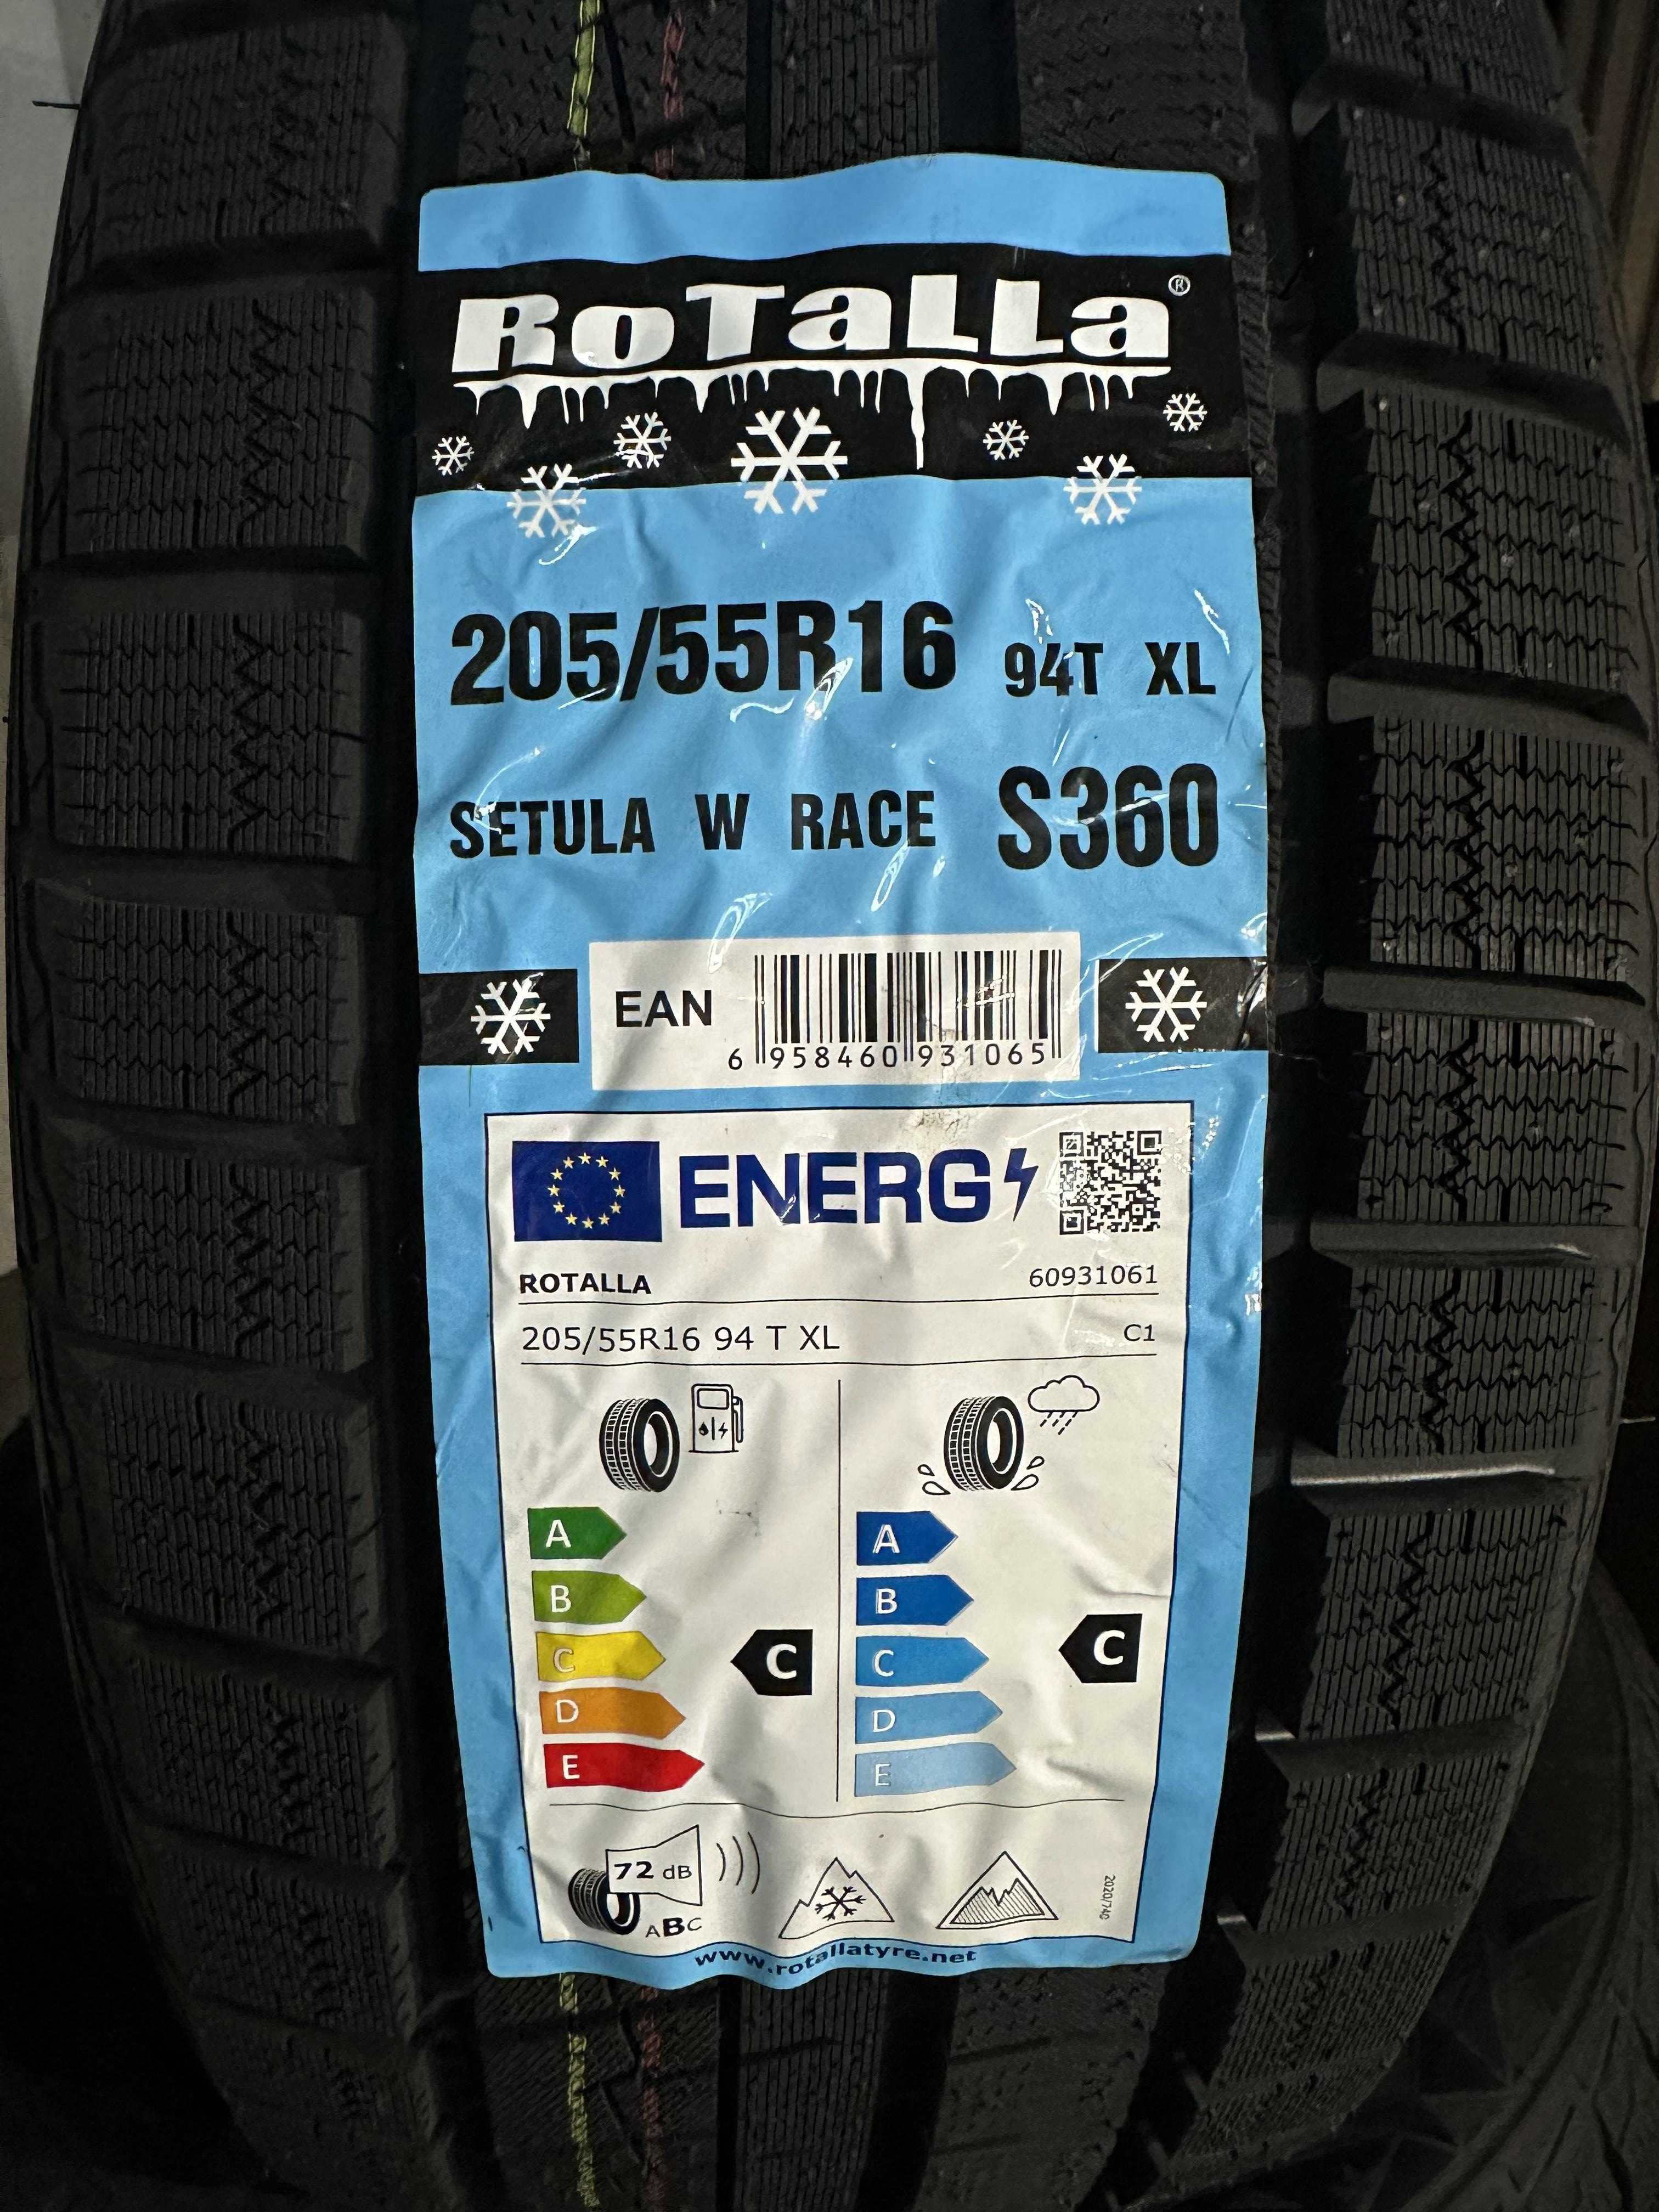 RoTaLLa®
205/55R16 94T XL
SETULA W RACE S360
EAN
6 958460 931065
ENERG
ROTALLA 60931061
205/55R16 94 T XL C1
A A
B B
C C C C
D D
E E
72 dB
ABC
2020/740
www.rotallatyre.net